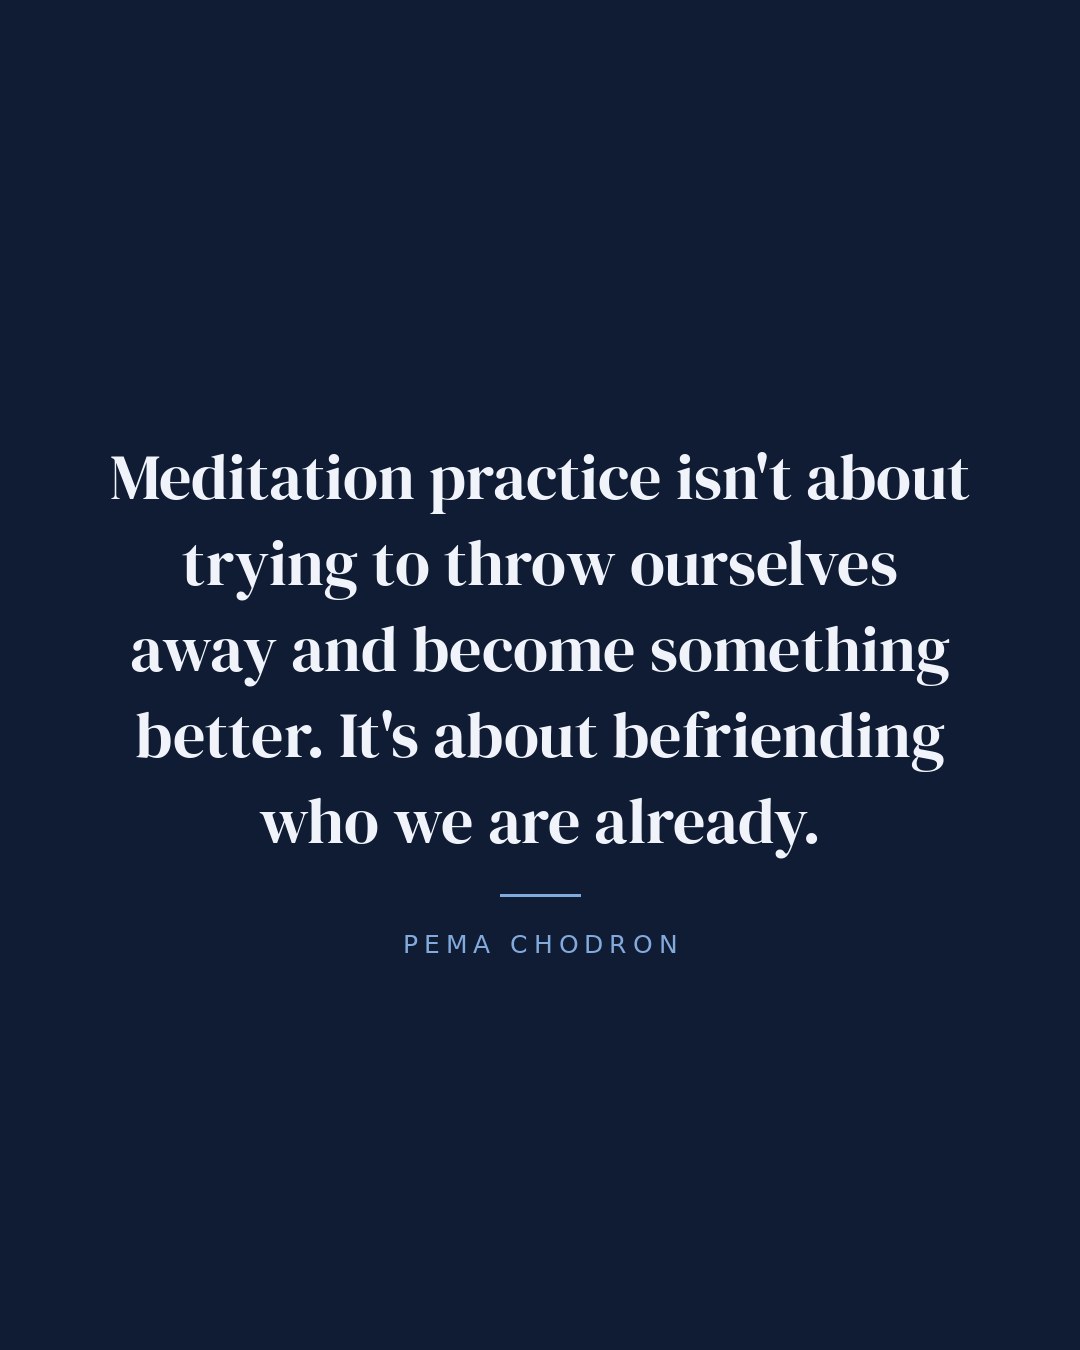 Meditation practice isn't about
trying to throw ourselves
away and become something
better. It's about befriending
who we are already.
PEMA CHODRON